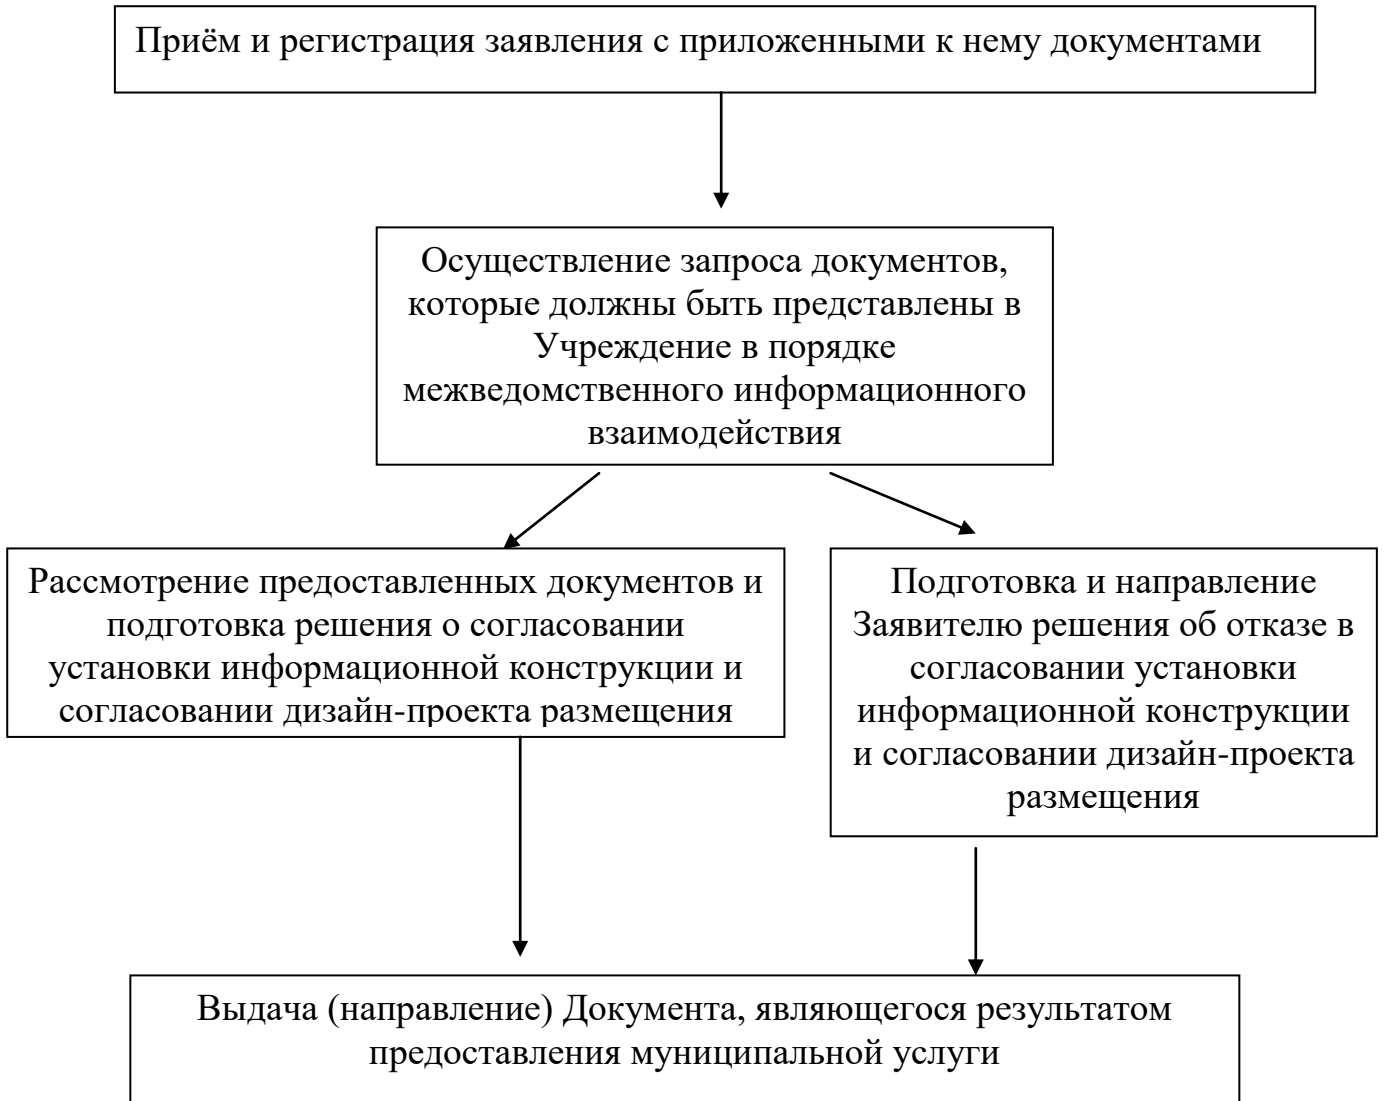 Приём и регистрация заявления с приложенными к нему документами
Осуществление запроса документов,
которые должны быть представлены в
Учреждение в порядке
межведомственного информационного
взаимодействия
Рассмотрение предоставленных документов и
подготовка решения о согласовании
установки информационной конструкции и
согласовании дизайн-проекта размещения
Подготовка и направление
Заявителю решения об отказе в
согласовании установки
информационной конструкции
и согласовании дизайн-проекта
размещения
Выдача (направление) Документа, являющегося результатом
предоставления муниципальной услуги